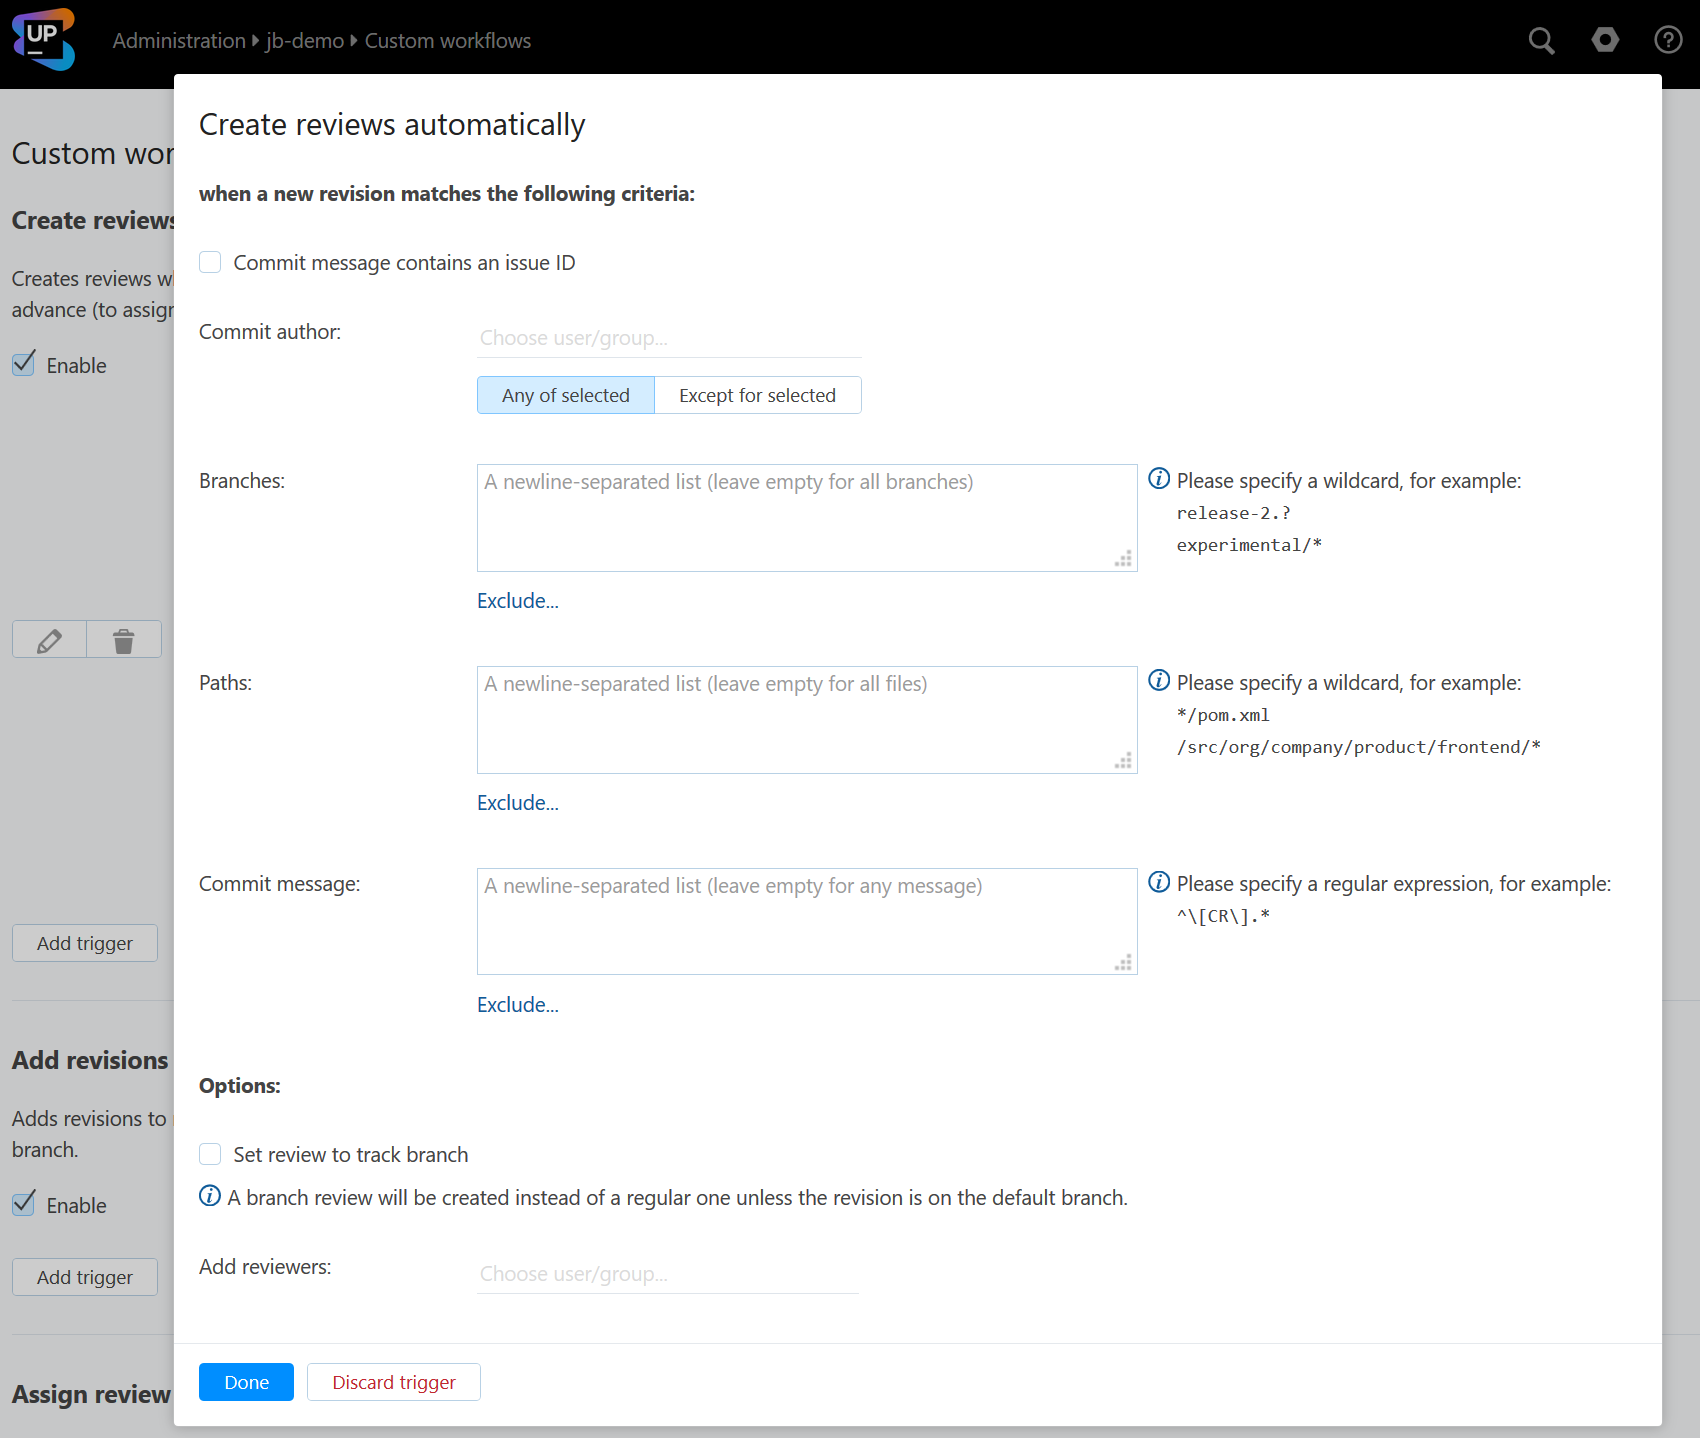 UP
Administration jb-demo Custom workflows
Create reviews automatically
when a new revision matches the following criteria:
Commit message contains an issue ID
Commit author:
Choose user/group...
Any of selected Except for selected
Branches:
A newline-separated list (leave empty for all branches)
Please specify a wildcard, for example:
release-2.?
experimental/*
Exclude...
Paths:
A newline-separated list (leave empty for all files)
Please specify a wildcard, for example:
*/pom.xml
/src/org/company/product/frontend/*
Exclude...
Commit message:
A newline-separated list (leave empty for any message)
Please specify a regular expression, for example:
^\[CR\].*
Exclude...
Options:
Set review to track branch
A branch review will be created instead of a regular one unless the revision is on the default branch.
Add reviewers:
Choose user/group...
Done Discard trigger
Custom
Create reviews
Creates reviews
advance (to
Enable
Add trigger
Add revisions
Adds revisions to
branch.
Enable
Add trigger
Assign review